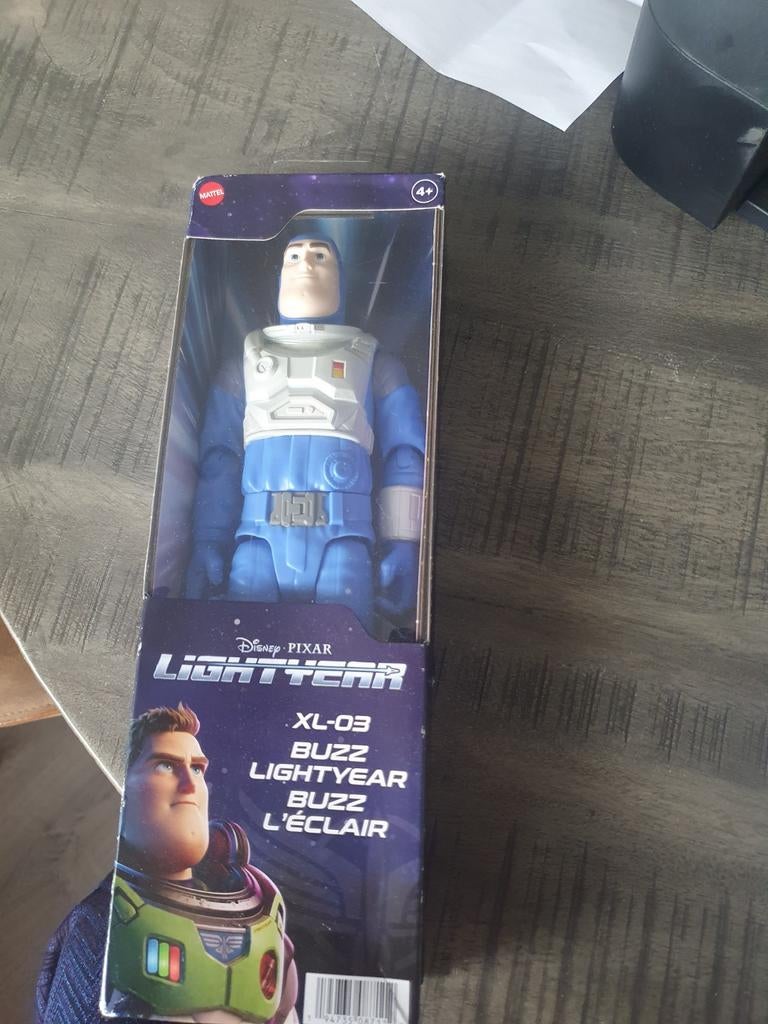 MATTEL
4+
Disney · PIXAR
LIGHTYEAR
XL-03
BUZZ
LIGHTYEAR
BUZZ
L'ÉCLAIR